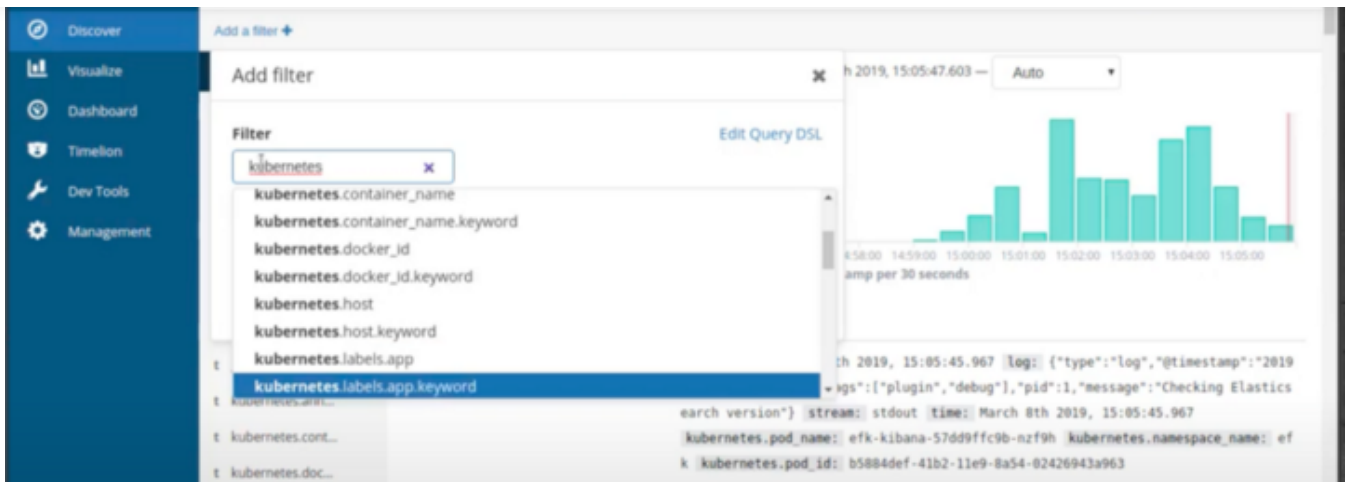 Discover
Visualize
Dashboard
Timelion
Dev Tools
Management
Add a filter +
Add filter
h 2019, 15:05:47.603 —
Auto
Filter
Edit Query DSL
kubernetes
kubernetes.container_name
kubernetes.container_name.keyword
kubernetes.docker_id
kubernetes.docker_id.keyword
kubernetes.host
kubernetes.host.keyword
kubernetes.labels.app
kubernetes.labels.app.keyword
4:58:00 14:59:00 15:00:00 15:01:00 15:02:00 15:03:00 15:04:00 15:05:00
amp per 30 seconds
t
t kubernetes.ann...
t kubernetes.cont...
t kubernetes.doc...
ch 2019, 15:05:45.967 log: {"type":"log","@timestamp":"2019
ags":["plugin","debug"],"pid":1,"message":"Checking Elastics
earch version"} stream: stdout time: March 8th 2019, 15:05:45.967
kubernetes.pod_name: efk-kibana-57dd9ffc9b-nzf9h kubernetes.namespace_name: ef
k kubernetes.pod_id: b5884def-41b2-11e9-8a54-02426943a963